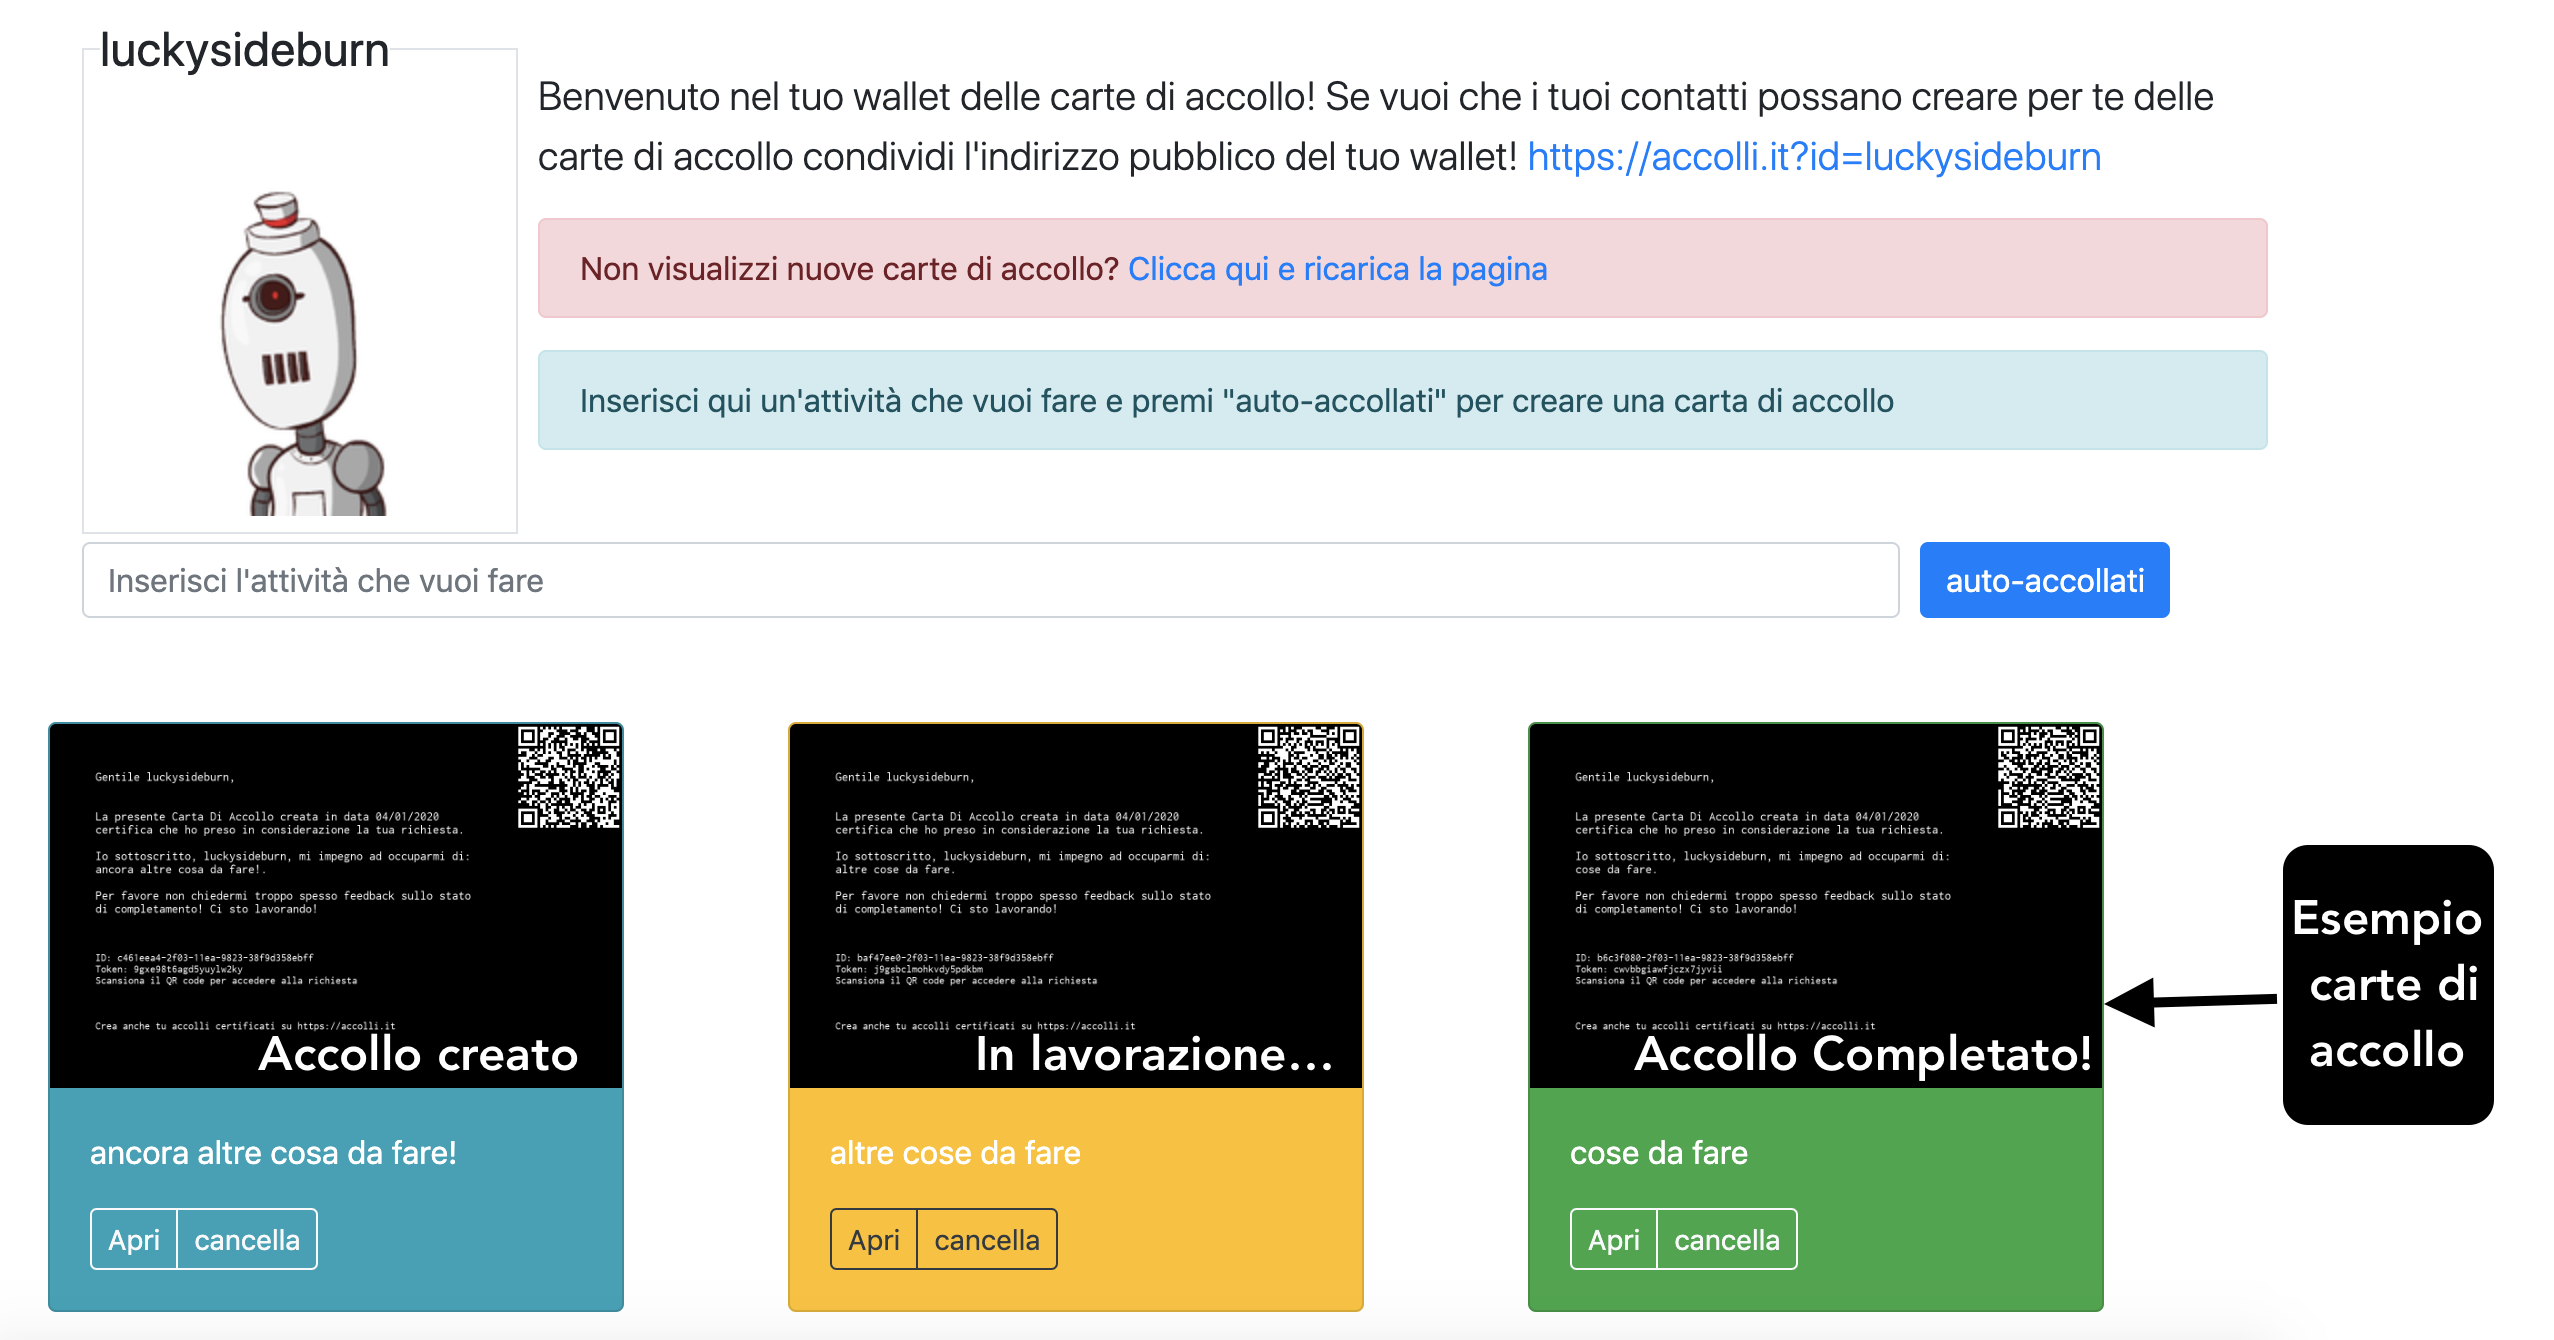 luckysideburn
Benvenuto nel tuo wallet delle carte di accollo! Se vuoi che i tuoi contatti possano creare per te delle
carte di accollo condividi l'indirizzo pubblico del tuo wallet! https://accolli.it?id=luckysideburn
Non visualizzi nuove carte di accollo? Clicca qui e ricarica la pagina
Inserisci qui un'attività che vuoi fare e premi "auto-accollati" per creare una carta di accollo
Inserisci l'attività che vuoi fare
auto-accollati
Gentile luckysideburn,
La presente Carta Di Accollo creata in data 04/01/2020
certifica che ho preso in considerazione la tua richiesta.
Io sottoscritto, luckysideburn, mi impegno ad occuparmi di:
ancora altre cosa da fare!.
Per favore non chiedermi troppo spesso feedback sullo stato
di completamento! Ci sto lavorando!
ID: c461eea4-2f03-11ea-9823-38f9d358ebff
Token: 9gxe98t6agd5yuylw2ky
Scansiona il QR code per accedere alla richiesta
Crea anche tu accolli certificati su https://accolli.it
Accollo creato
ancora altre cosa da fare!
Apri
cancella
Gentile luckysideburn,
La presente Carta Di Accollo creata in data 04/01/2020
certifica che ho preso in considerazione la tua richiesta.
Io sottoscritto, luckysideburn, mi impegno ad occuparmi di:
altre cose da fare.
Per favore non chiedermi troppo spesso feedback sullo stato
di completamento! Ci sto lavorando!
ID: baf47ee0-2f03-11ea-9823-38f9d358ebff
Token: j9gsbclmohkvdy5pdkbm
Scansiona il QR code per accedere alla richiesta
Crea anche tu accolli certificati su https://accolli.it
In lavorazione...
altre cose da fare
Apri
cancella
Gentile luckysideburn,
La presente Carta Di Accollo creata in data 04/01/2020
certifica che ho preso in considerazione la tua richiesta.
Io sottoscritto, luckysideburn, mi impegno ad occuparmi di:
cose da fare.
Per favore non chiedermi troppo spesso feedback sullo stato
di completamento! Ci sto lavorando!
ID: b6c3f080-2f03-11ea-9823-38f9d358ebff
Token: cwvbbgiawfjczx7jyvii
Scansiona il QR code per accedere alla richiesta
Crea anche tu accolli certificati su https://accolli.it
Accollo Completato!
cose da fare
Apri
cancella
Esempio
carte di
accollo